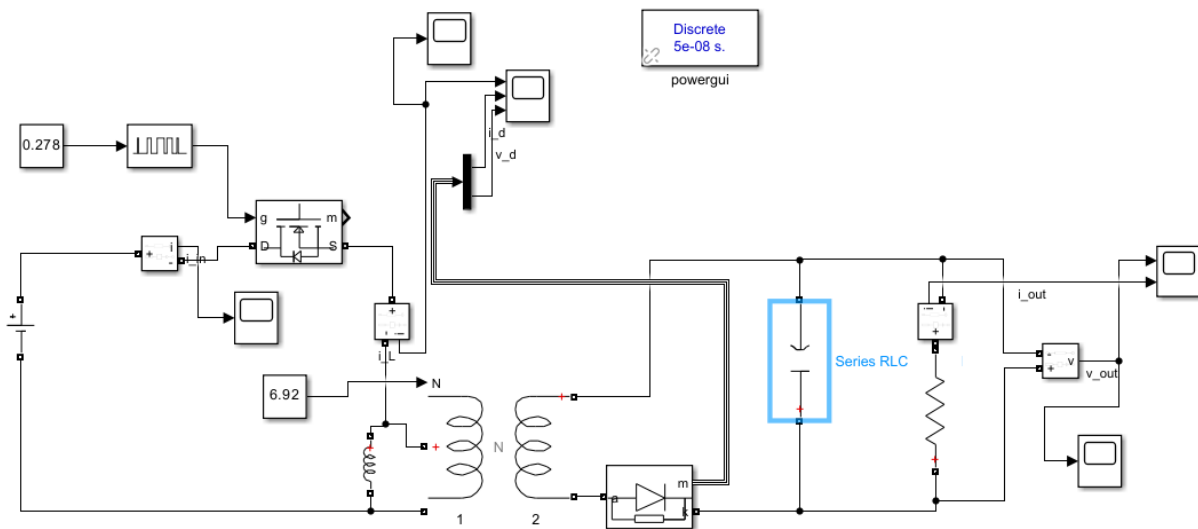 Discrete
5e-08 s.
powergui
i_d
v_d
0.278
g
m
D
S
+
i
-
i_in
+
+
-
i
i_L
6.92
N
+
+
+
N
1
2
a
m
k
+
Series RLC
+
i
-
+
i_out
+
-
+
v
v_out